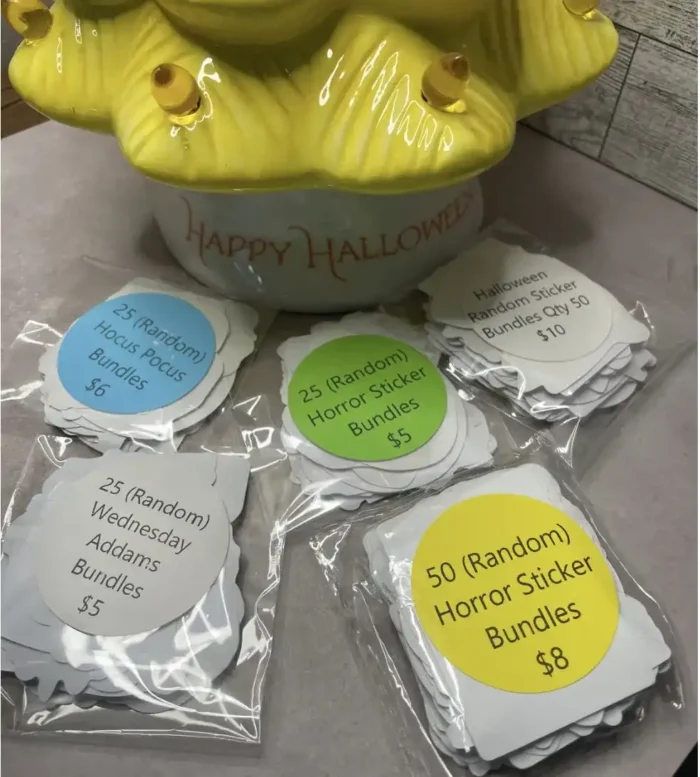 HAPPY HALLOWEEN
Halloween
Random Sticker
Bundles Qty 50
$10
25 (Random)
Hocus Pocus
Bundles
$6
25 (Random)
Horror Sticker
Bundles
$5
25 (Random)
Wednesday
Addams
Bundles
$5
50 (Random)
Horror Sticker
Bundles
$8